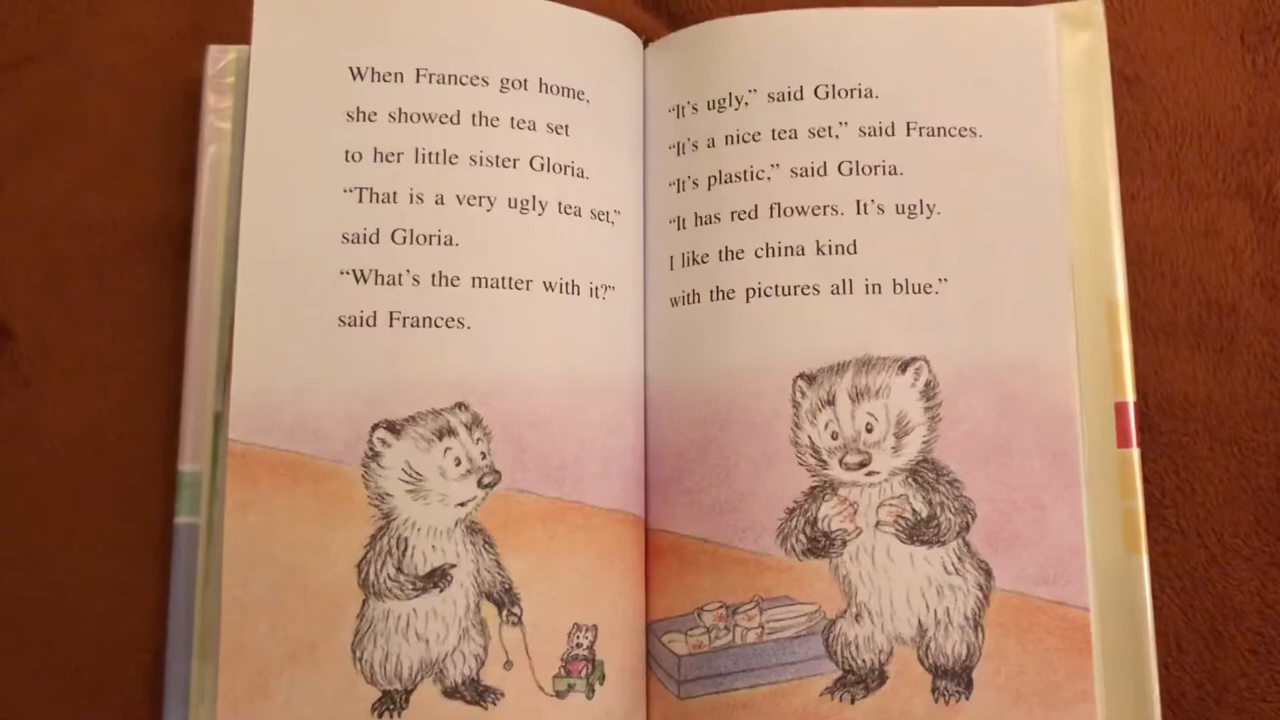 When Frances got home,
she showed the tea set
to her little sister Gloria.
“That is a very ugly tea set,”
said Gloria.
“What’s the matter with it?”
said Frances.
“It’s ugly,” said Gloria.
“It’s a nice tea set,” said Frances.
“It’s plastic,” said Gloria.
“It has red flowers. It’s ugly.
I like the china kind
with the pictures all in blue.”